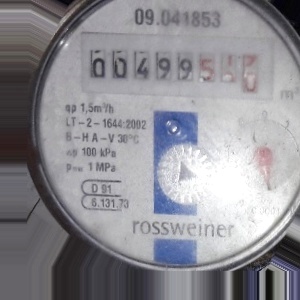 09.041853
00499
m³
qp 1,5m³/h
LT-2-1644:2002
B-H A-V 30°C
100 kPa
1 MPa
D 91
6.131.73
rossweiner